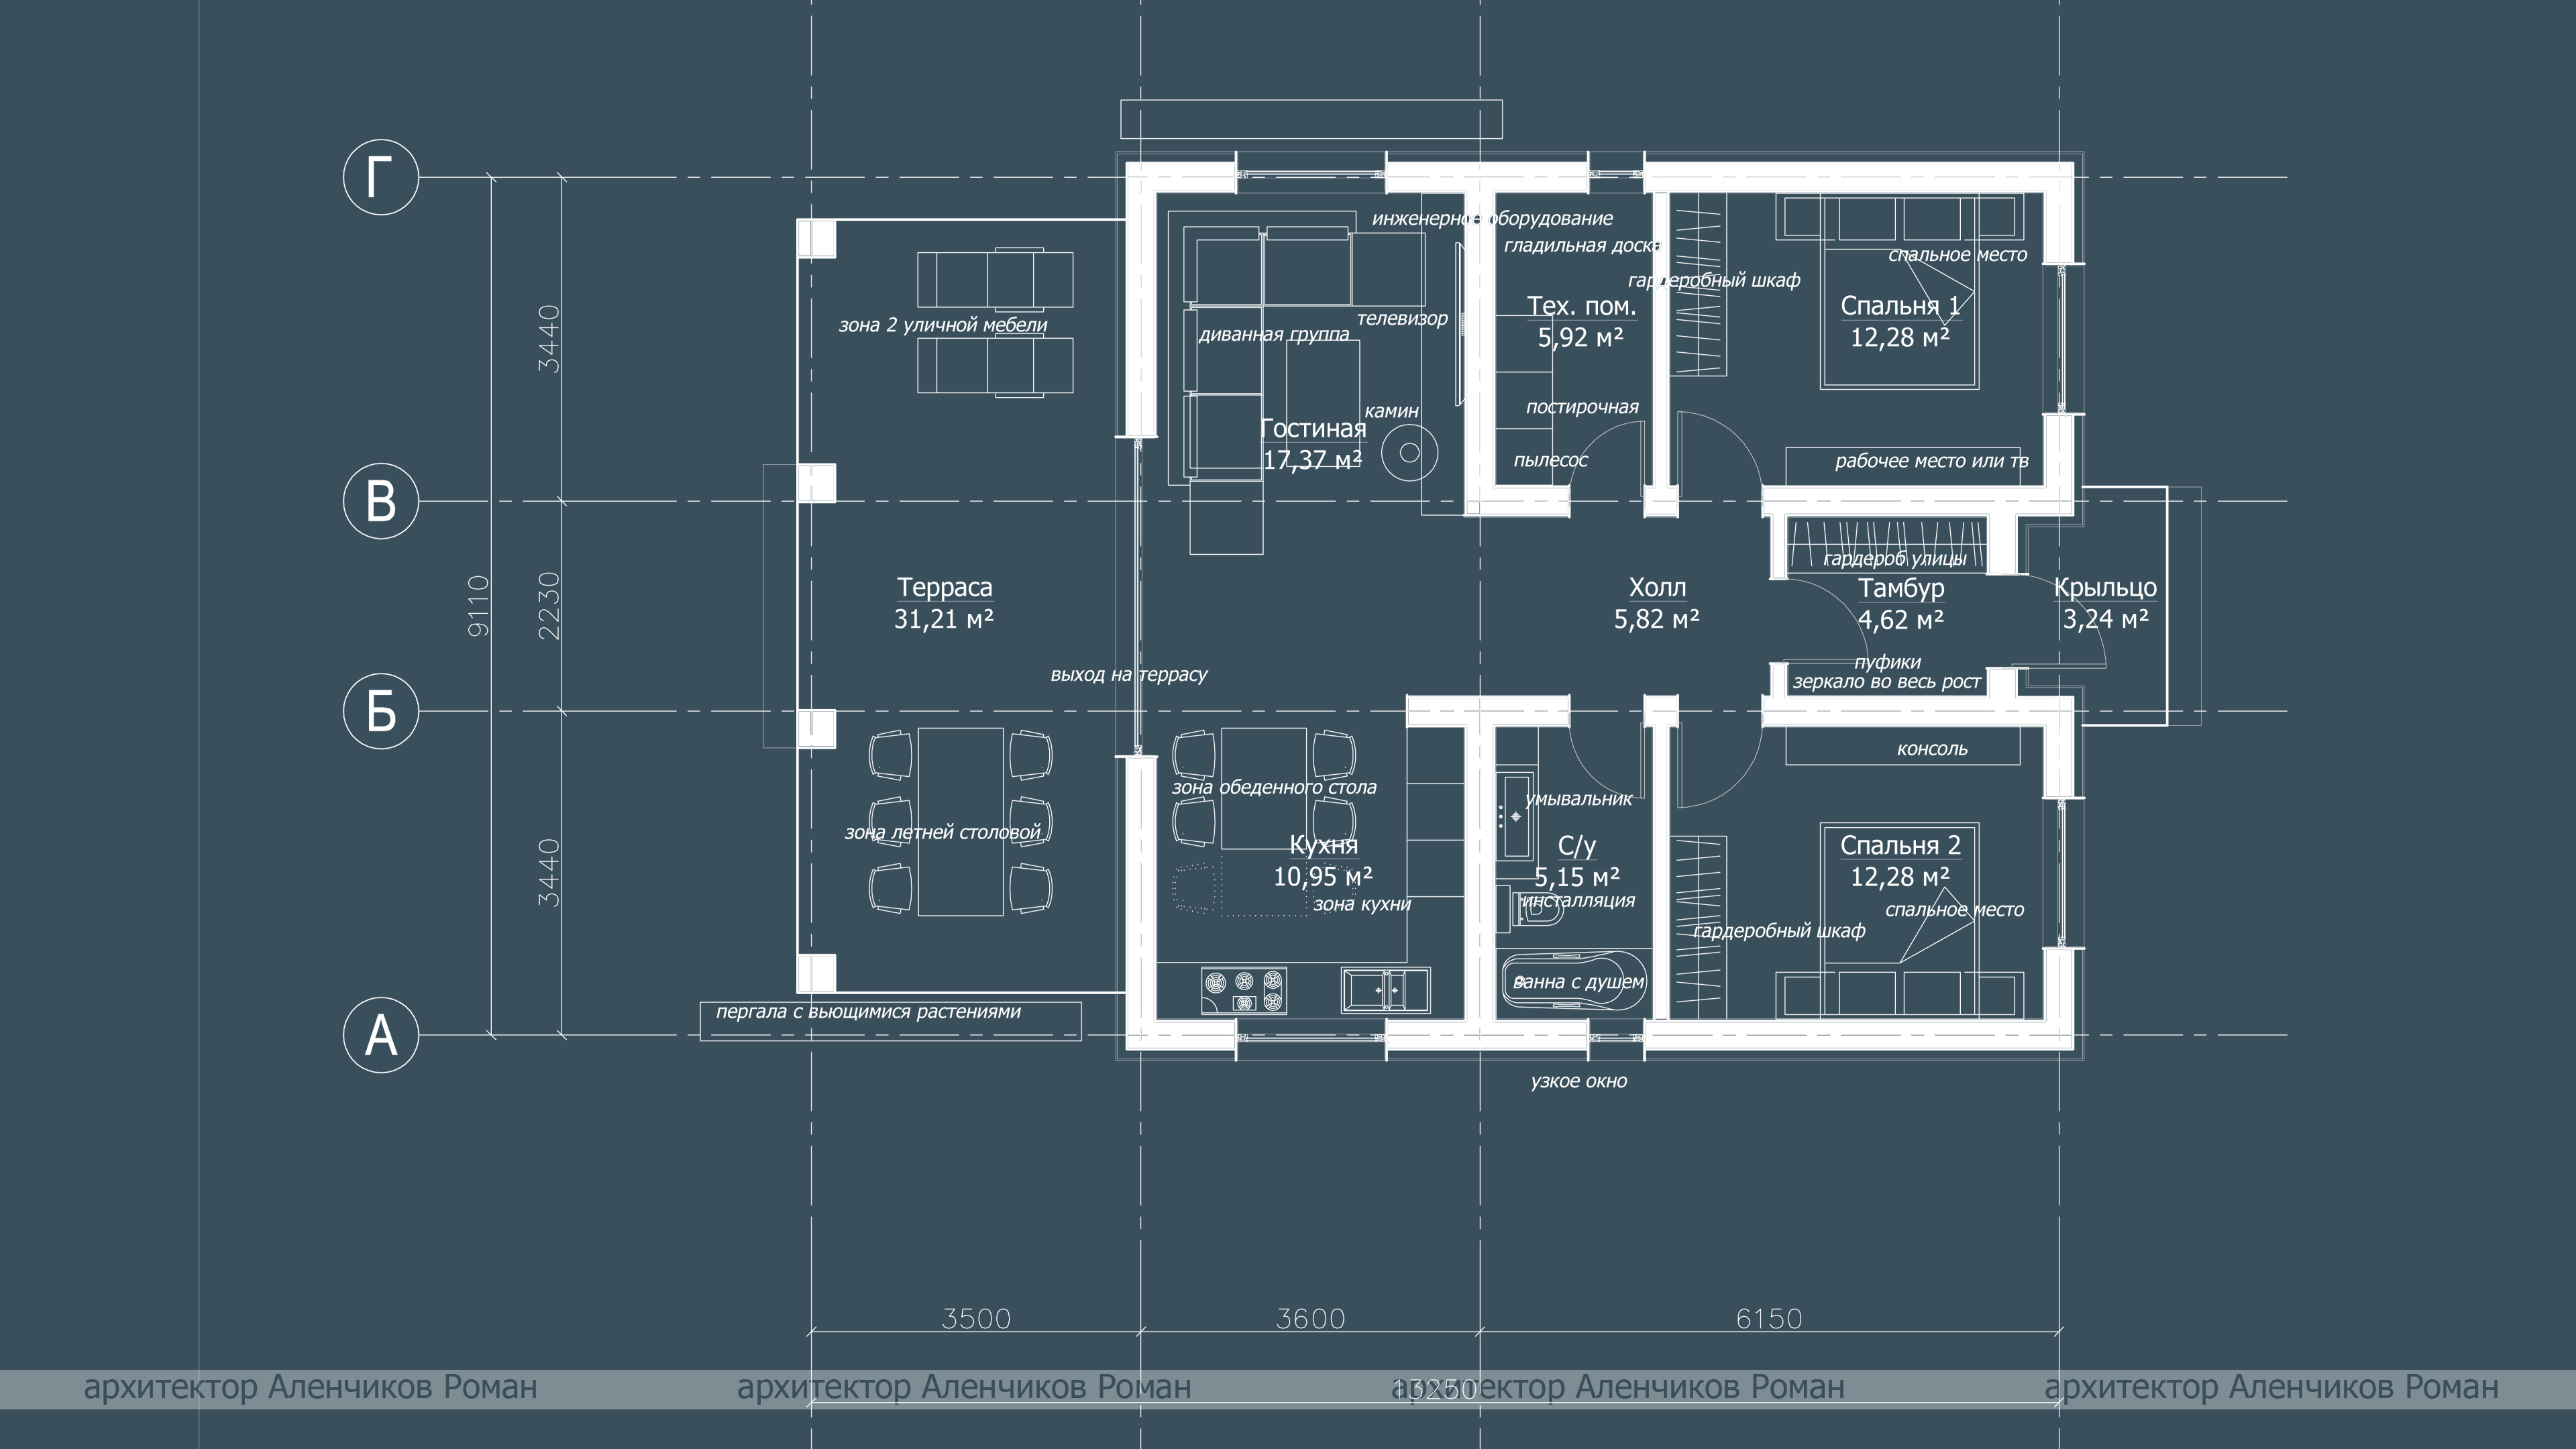 Г
инженерное оборудование
гладильная доска
спальное место
гардеробный шкаф
Тех. пом.
5,92 м²
Спальня 1
12,28 м²
3440
зона 2 уличной мебели
телевизор
диванная группа
камин
постирочная
Гостиная
17,37 м²
пылесос
рабочее место или тв
В
гардероб улицы
9110
2230
Терраса
31,21 м²
Холл
5,82 м²
Тамбур
4,62 м²
Крыльцо
3,24 м²
выход на террасу
пуфики
зеркало во весь рост
Б
консоль
зона обеденного стола
умывальник
3440
зона летней столовой
Кухня
10,95 м²
С/у
5,15 м²
Спальня 2
12,28 м²
зона кухни
инсталляция
спальное место
гардеробный шкаф
ванна с душем
пергала с вьющимися растениями
А
узкое окно
3500
3600
6150
архитектор Аленчиков Роман
архитектор Аленчиков Роман
архитектор Аленчиков Роман
архитектор Аленчиков Роман
13250